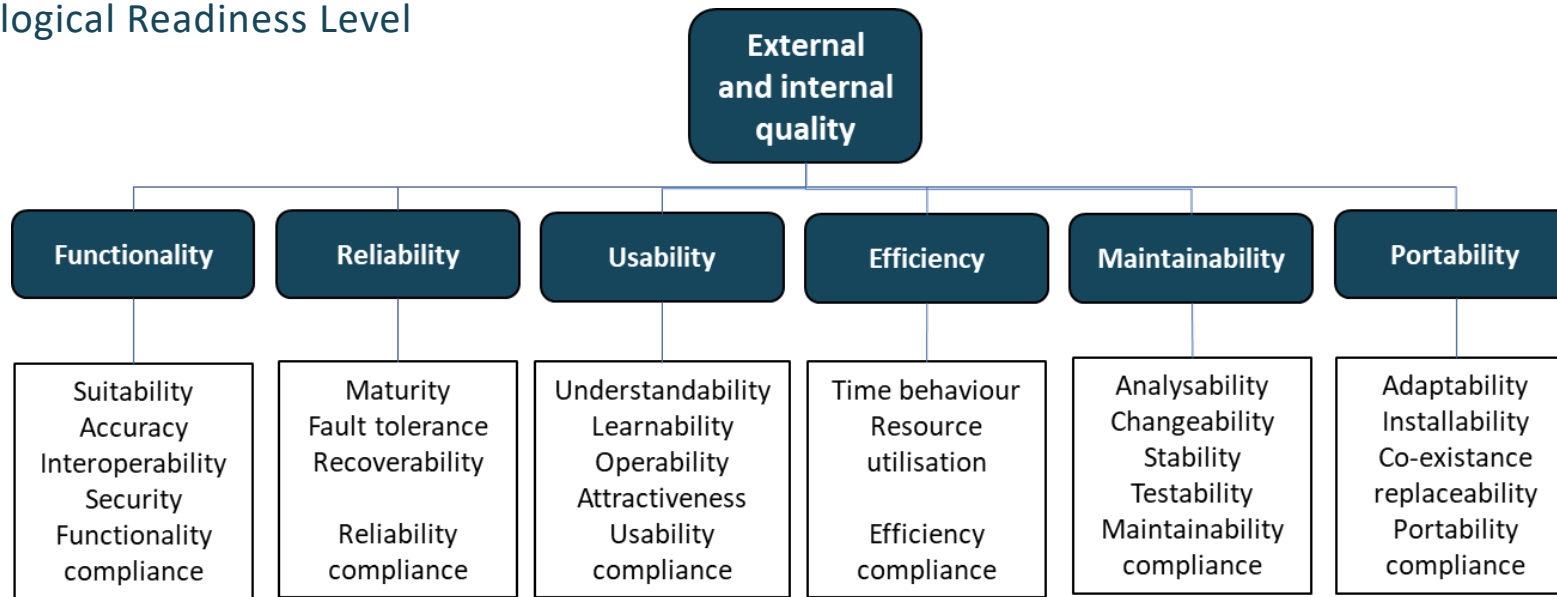 logical Readiness Level
External
and internal
quality
Functionality
Reliability
Usability
Efficiency
Maintainability
Portability
Suitability
Accuracy
Interoperability
Security
Functionality
compliance
Maturity
Fault tolerance
Recoverability
Reliability
compliance
Understandability
Learnability
Operability
Attractiveness
Usability
compliance
Time behaviour
Resource
utilisation
Efficiency
compliance
Analysability
Changeability
Stability
Testability
Maintainability
compliance
Adaptability
Installability
Co-existance
replaceability
Portability
compliance